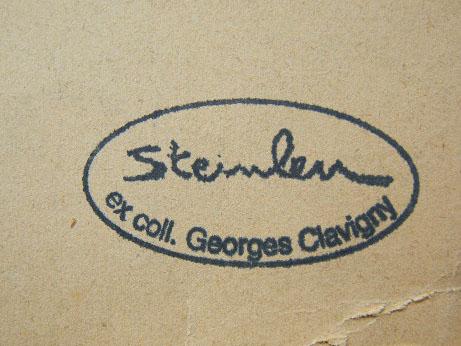 Steinlen
ex coll. Georges Clavigny